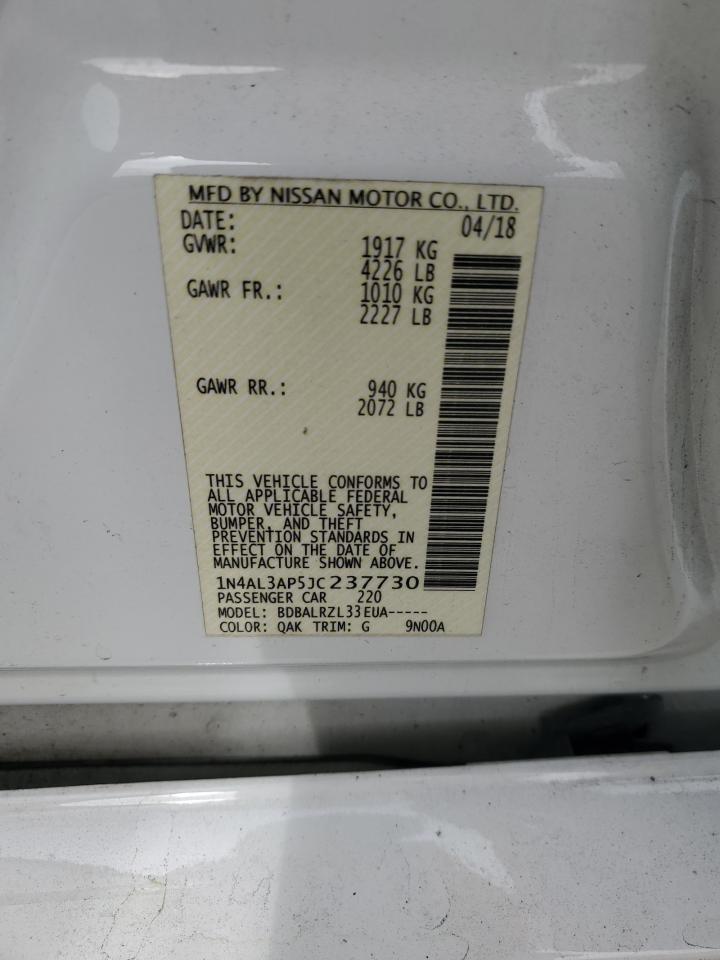 MFD BY NISSAN MOTOR CO., LTD.
DATE: 04/18
GVWR: 1917 KG
4226 LB
GAWR FR.: 1010 KG
2227 LB
GAWR RR.: 940 KG
2072 LB
THIS VEHICLE CONFORMS TO
ALL APPLICABLE FEDERAL
MOTOR VEHICLE SAFETY,
BUMPER, AND THEFT
PREVENTION STANDARDS IN
EFFECT ON THE DATE OF
MANUFACTURE SHOWN ABOVE.
1N4AL3AP5JC237730
PASSENGER CAR 220
MODEL: BDBALRZL33EUA-----
COLOR: QAK TRIM: G 9N00A